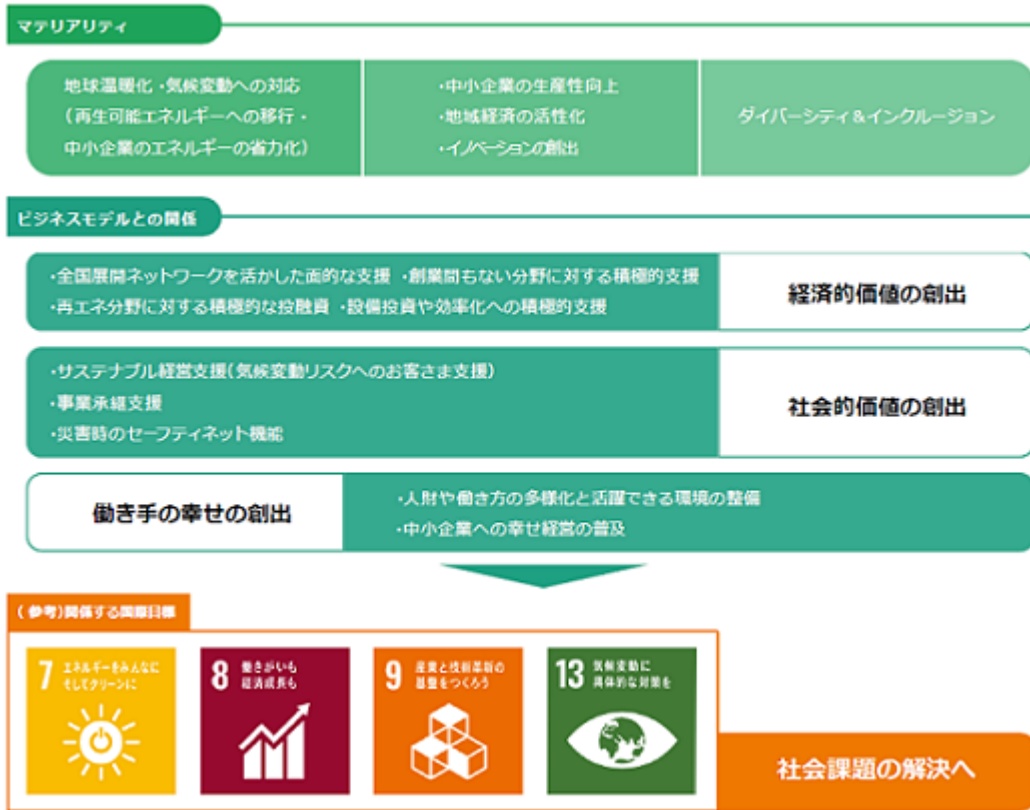 マテリアリティ
地球温暖化・気候変動への対応
(再生可能エネルギーへの移行・
中小企業のエネルギーの省力化)
・中小企業の生産性向上
・地域経済の活性化
・イノベーションの創出
ダイバーシティ&インクルージョン
ビジネスモデルとの関係
・全国展開ネットワークを活かした面的な支援 ・創業間もない分野に対する積極的支援
・再エネ分野に対する積極的な投融資 ・設備投資や効率化への積極的支援
経済的価値の創出
・サステナブル経営支援(気候変動リスクへのお客さま支援)
・事業承継支援
・災害時のセーフティネット機能
社会的価値の創出
働き手の幸せの創出
・人財や働き方の多様化と活躍できる環境の整備
・中小企業への幸せ経営の普及
(参考)関係する国際目標
7 エネルギーをみんなに
そしてクリーンに
8 働きがいも
経済成長も
9 産業と技術革新の
基盤をつくろう
13 気候変動に
具体的な対策を
社会課題の解決へ